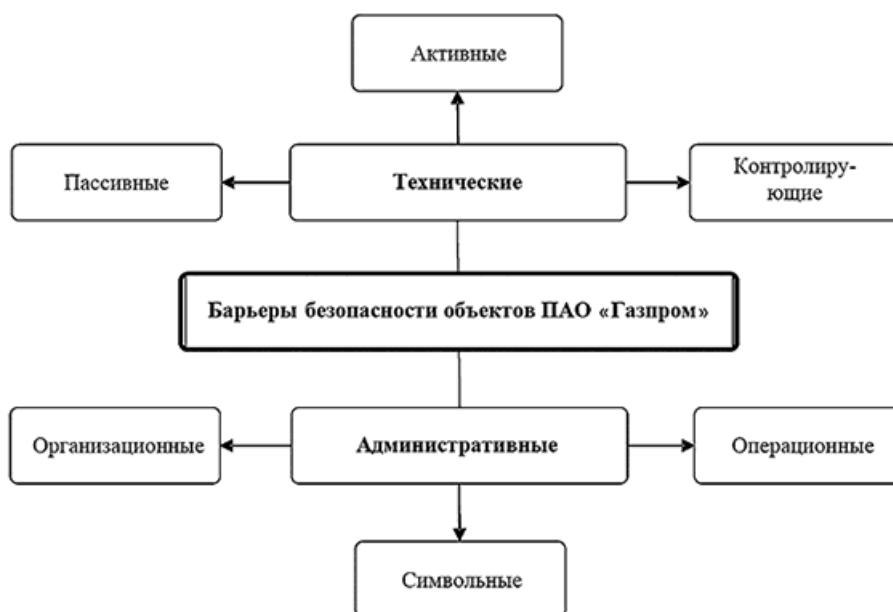 Активные
Пассивные
Технические
Контролиру-
ющие
Барьеры безопасности объектов ПАО «Газпром»
Организационные
Административные
Операционные
Символьные